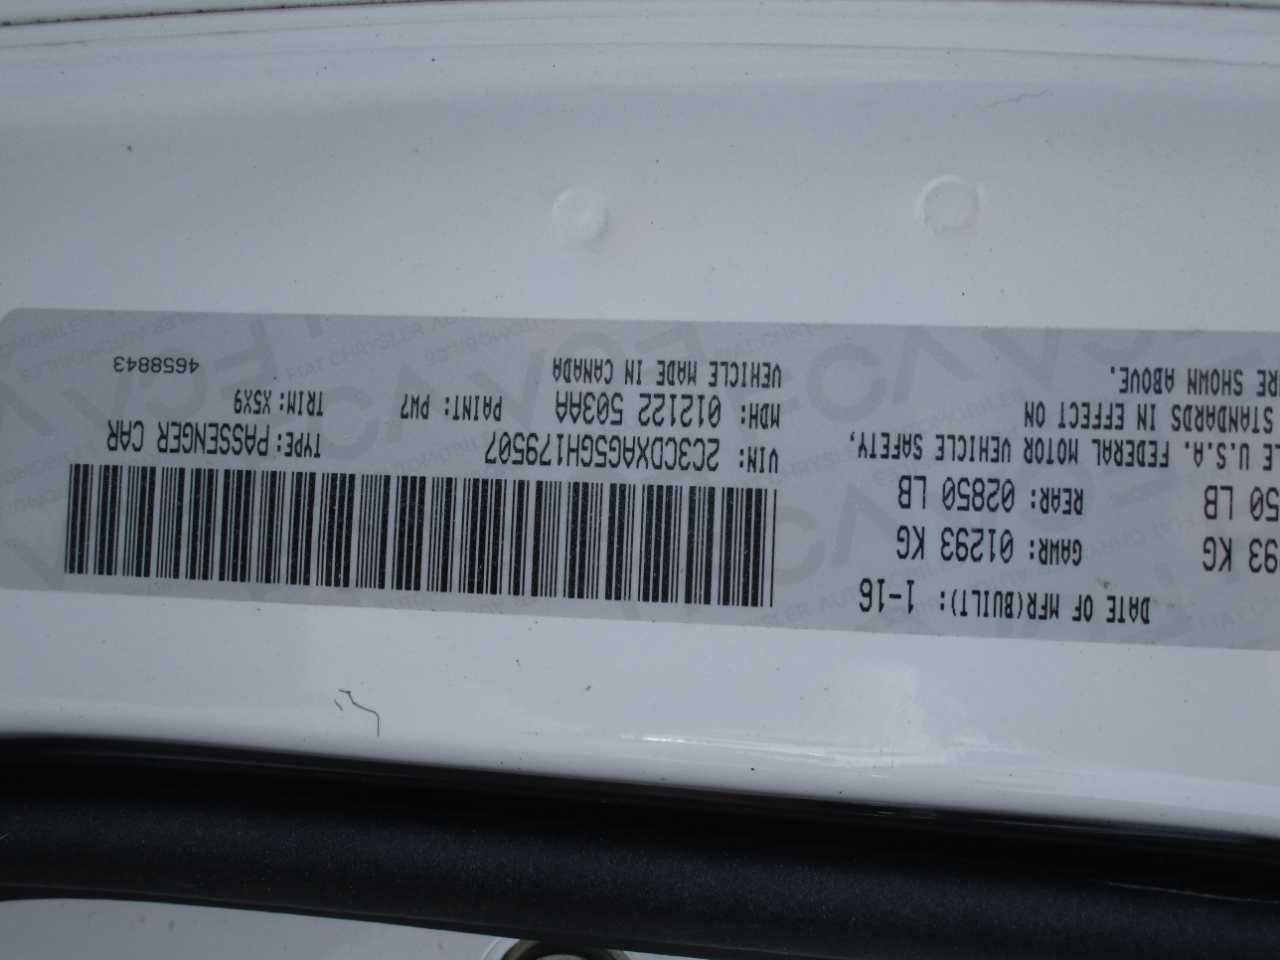 DATE OF MFR(BUILT): 1-16
93 KG GAWR: 01293 KG
50 LB REAR: 02850 LB
LE U.S.A. FEDERAL MOTOR VEHICLE SAFETY,
STANDARDS IN EFFECT ON
RE SHOWN ABOVE.
VIN: 2C3CDXAG5GH179507 TYPE: PASSENGER CAR
MDH: 012122 503AA PAINT: PW7 TRIM: X5X9
VEHICLE MADE IN CANADA
4658843